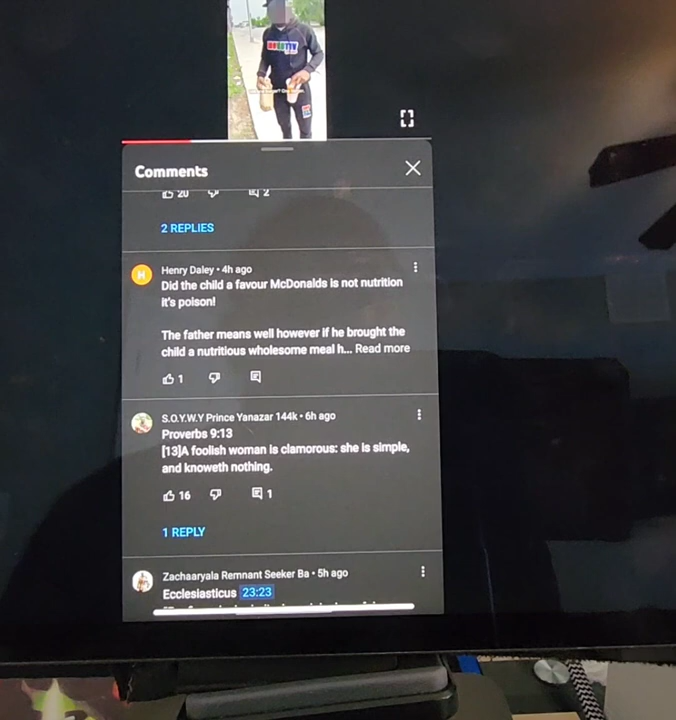 Comments
20 2
2 REPLIES
H
Henry Daley • 4h ago
Did the child a favour McDonalds is not nutrition
it's poison!
The father means well however if he brought the
child a nutritious wholesome meal h... Read more
1
S.O.Y.W.Y Prince Yanazar 144k • 6h ago
Proverbs 9:13
[13]A foolish woman is clamorous: she is simple,
and knoweth nothing.
16 1
1 REPLY
Zachaaryala Remnant Seeker Ba • 5h ago
Ecclesiasticus 23:23